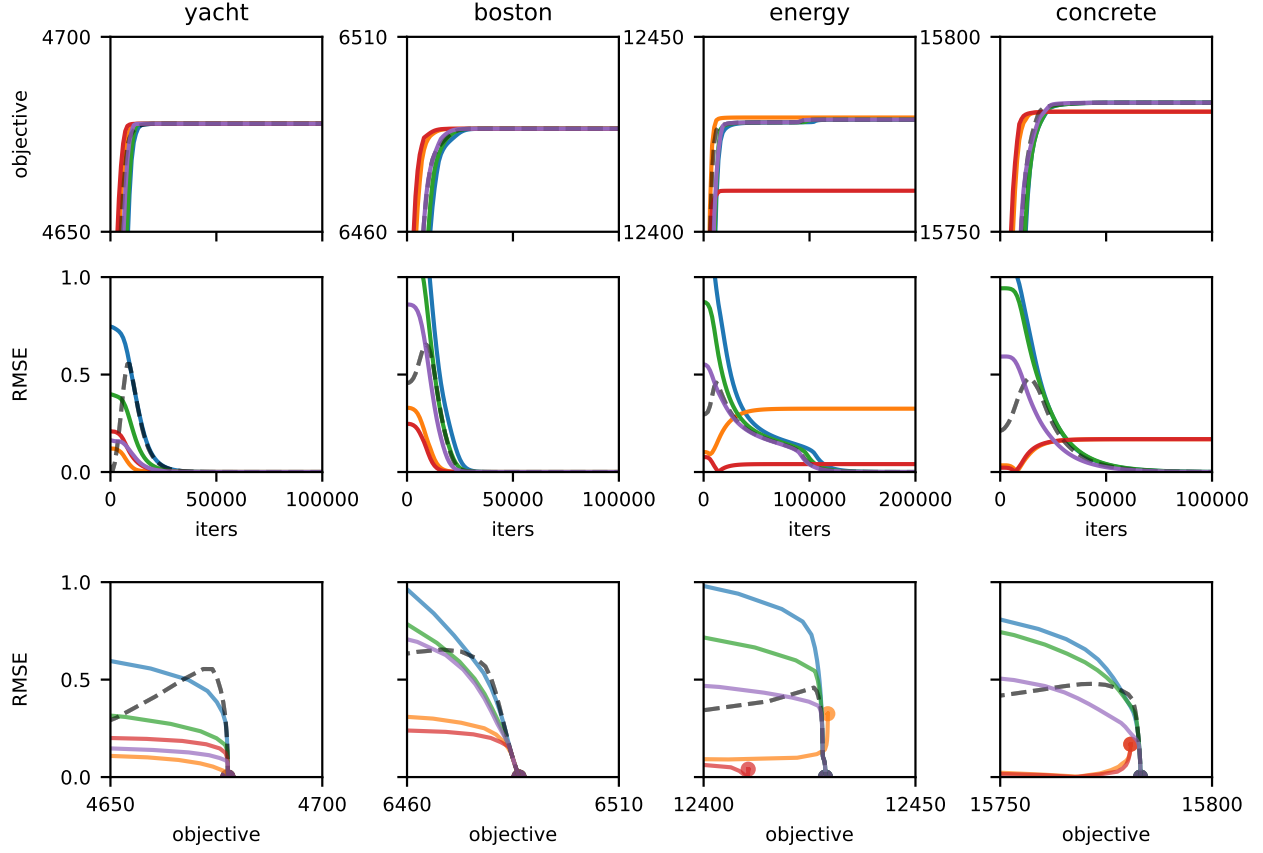 yacht boston energy concrete
4700 6510 12450 15800
objective
4650 6460 12400 15750
1.0
RMSE
0.5
0.0
0 50000 100000 0 50000 100000 0 100000 200000 0 50000 100000
iters iters iters iters
1.0
RMSE
0.5
0.0
4650 4700 6460 6510 12400 12450 15750 15800
objective objective objective objective